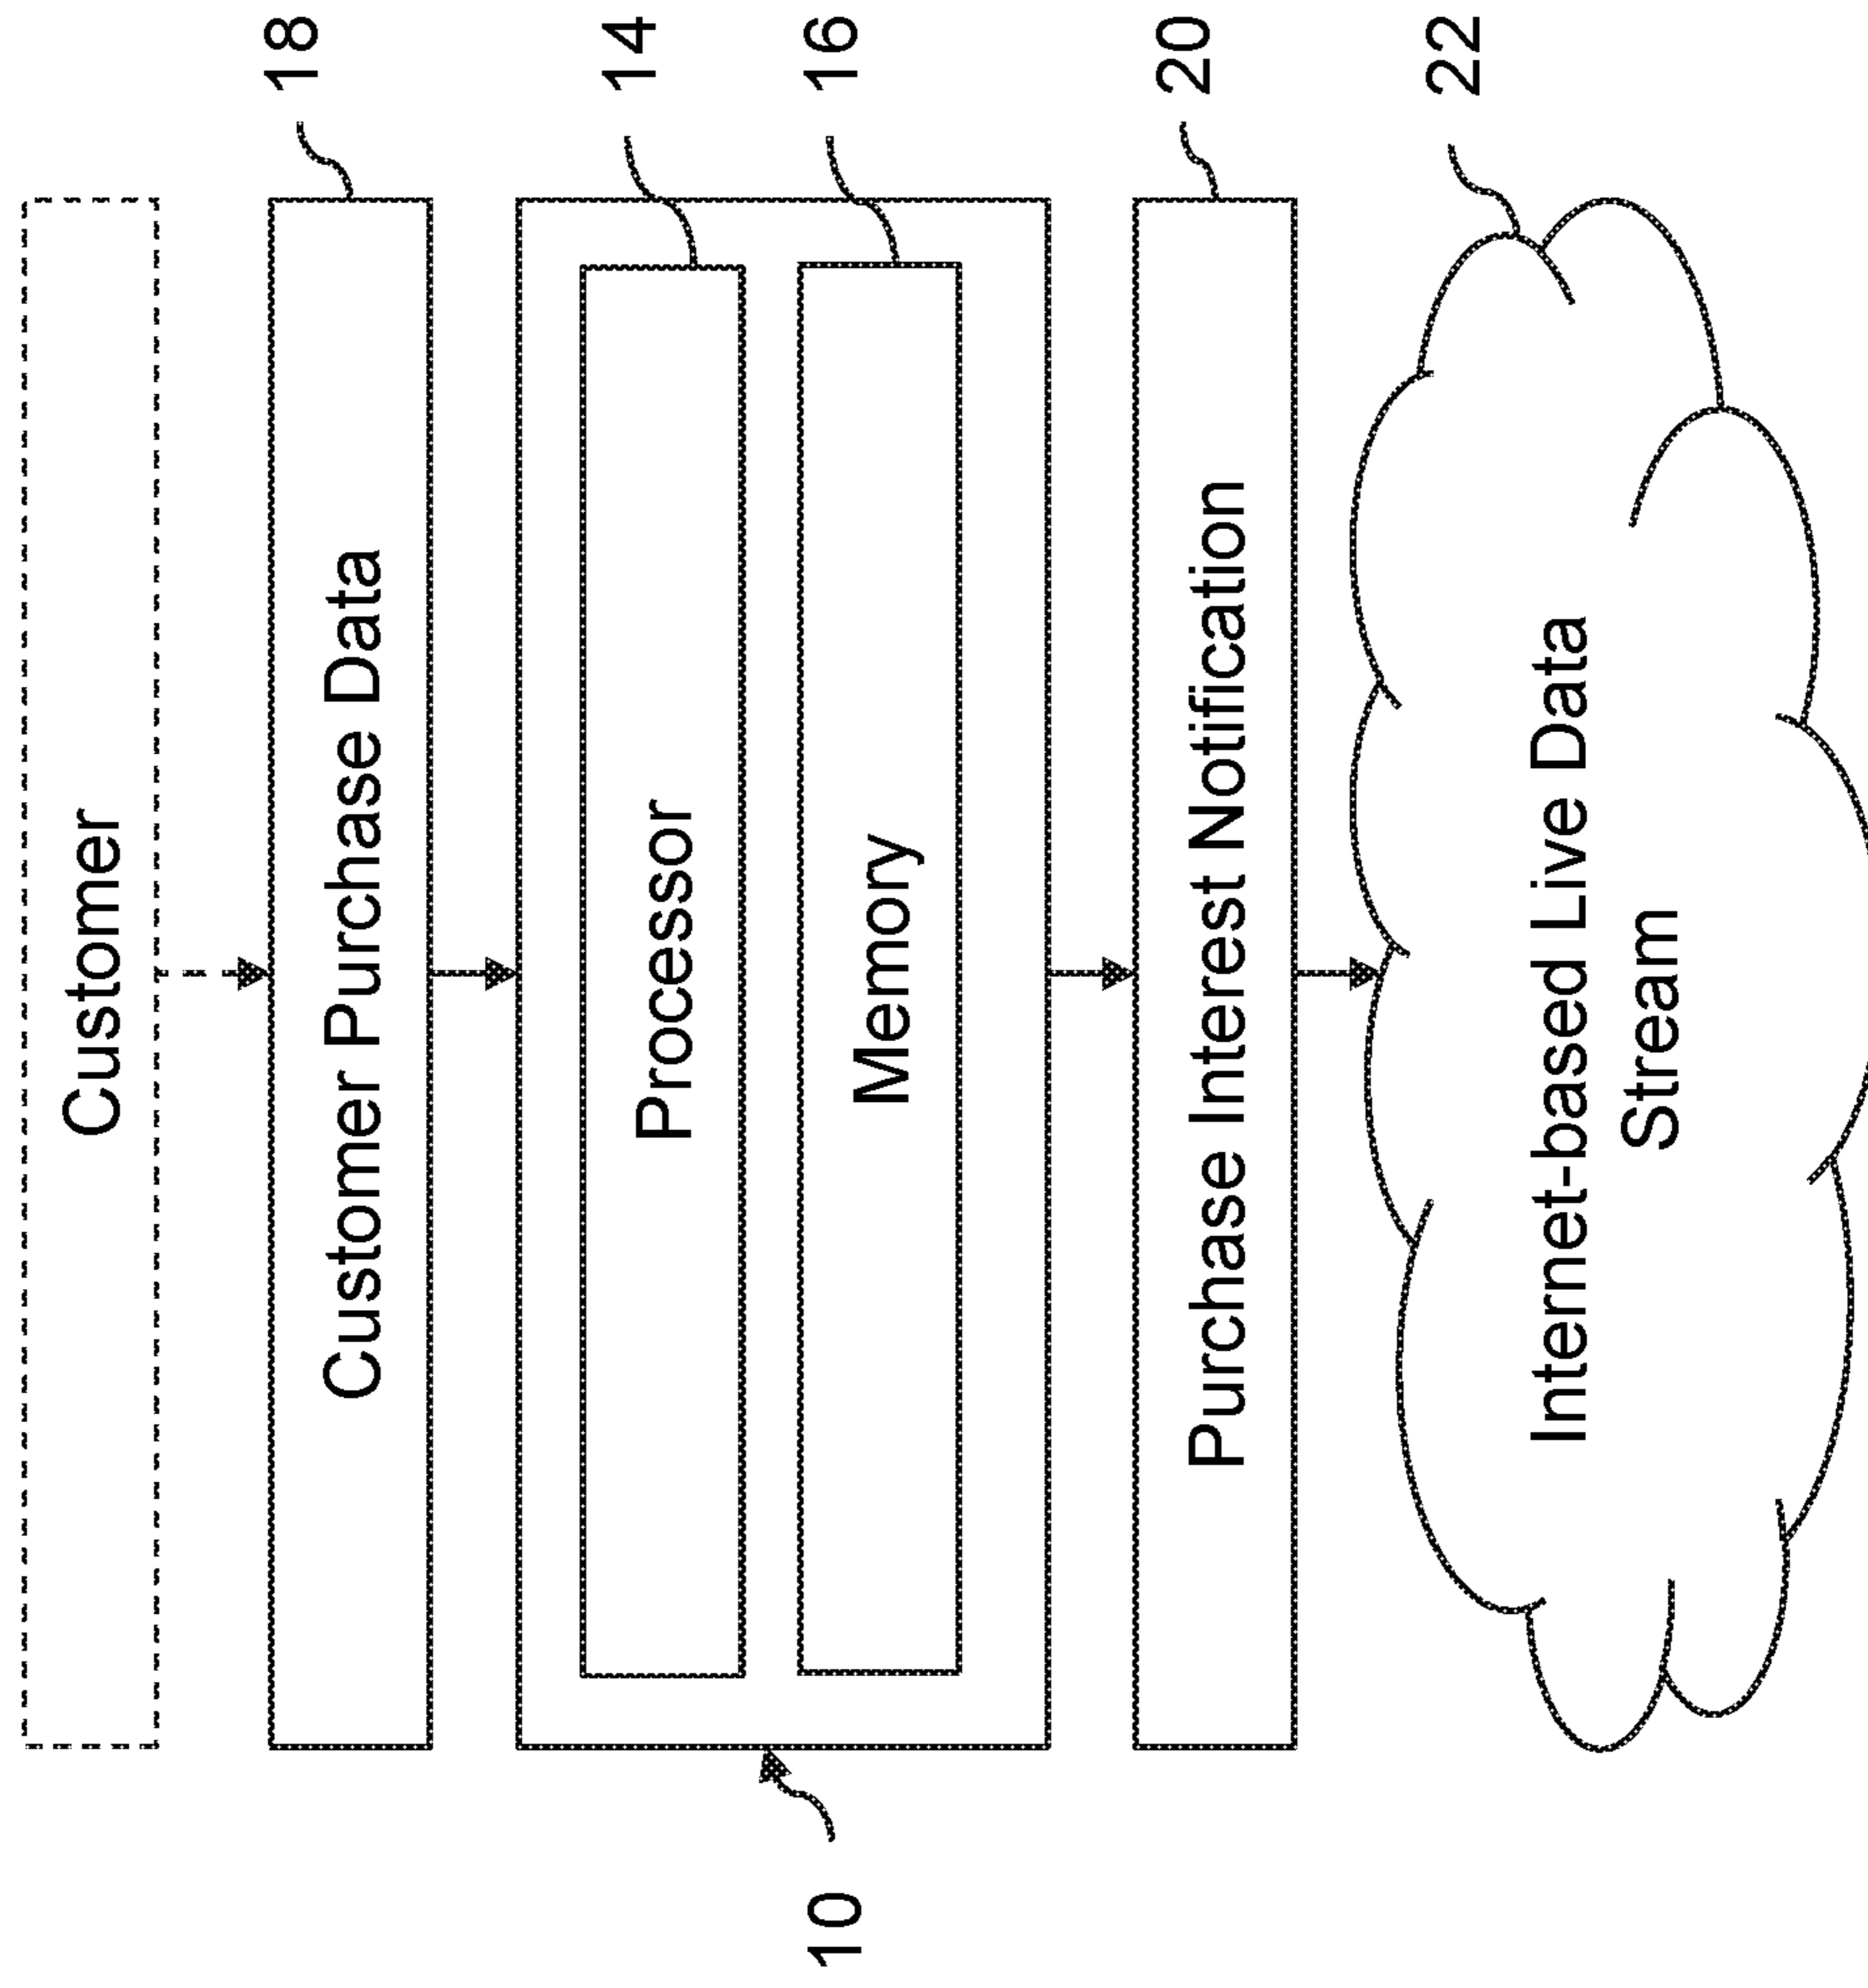 Customer
Customer Purchase Data
18
Processor
14
Memory
16
10
Purchase Interest Notification
20
Internet-based Live Data
Stream
22